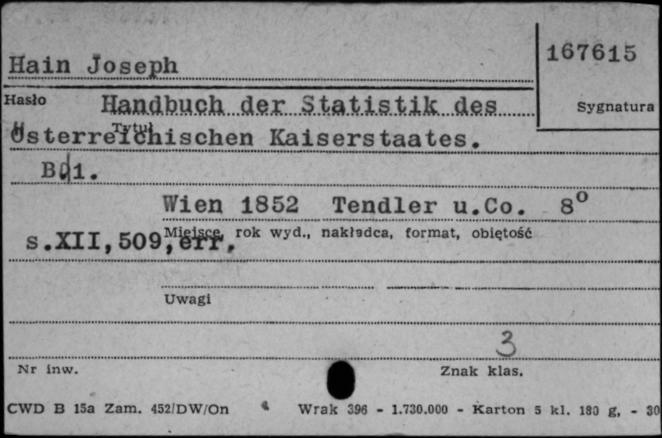 Hain Joseph
167615
Hasło
Handbuch der Statistik des
Sygnatura
Tytuł
Österreichischen Kaiserstaates.
Bd1.
Wien 1852 Tendler u.Co. 8°
Miejsce, rok wyd., nakładca, format, objętość
s.XII,509,err.
Uwagi
3
Nr inw.
Znak klas.
CWD B 15a Zam. 452/DW/On
Wrak 396 - 1.730.000 - Karton 5 kl. 180 g. - 30